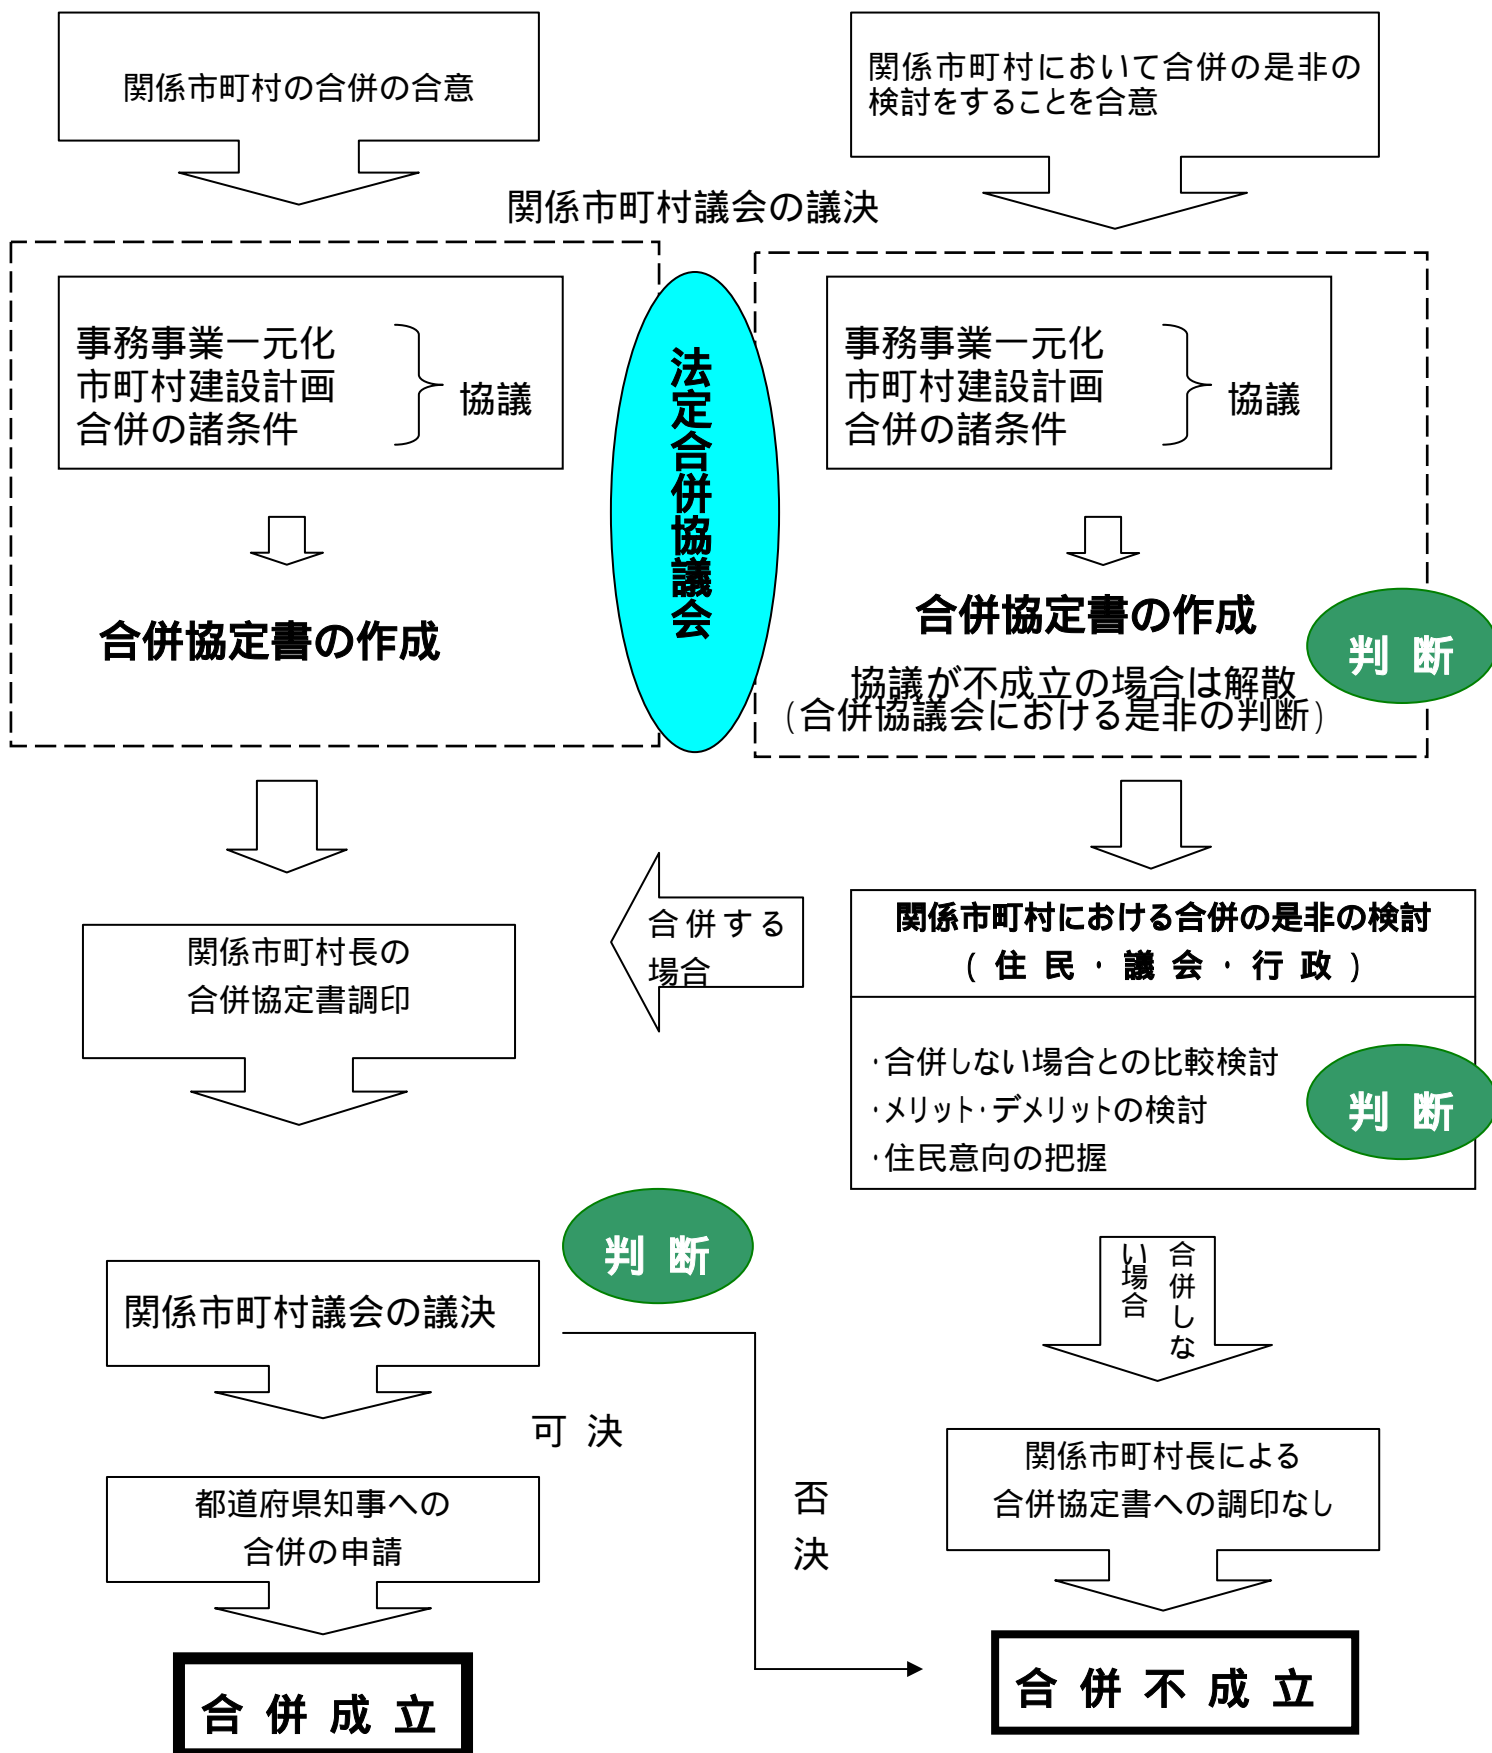 関係市町村の合併の合意
関係市町村において合併の是非の
検討をすることを合意
関係市町村議会の議決
事務事業一元化
市町村建設計画
合併の諸条件
協議
合併協定書の作成
法定合併協議会
事務事業一元化
市町村建設計画
合併の諸条件
協議
合併協定書の作成
判 断
協議が不成立の場合は解散
(合併協議会における是非の判断)
関係市町村長の
合併協定書調印
合併する
場合
関係市町村における合併の是非の検討
( 住 民 ・ 議 会 ・ 行 政 )
・合併しない場合との比較検討
・メリット・デメリットの検討
・住民意向の把握
判 断
判 断
関係市町村議会の議決
合併しな
い場合
可 決
否決
都道府県知事への
合併の申請
関係市町村長による
合併協定書への調印なし
合 併 成 立
合 併 不 成 立